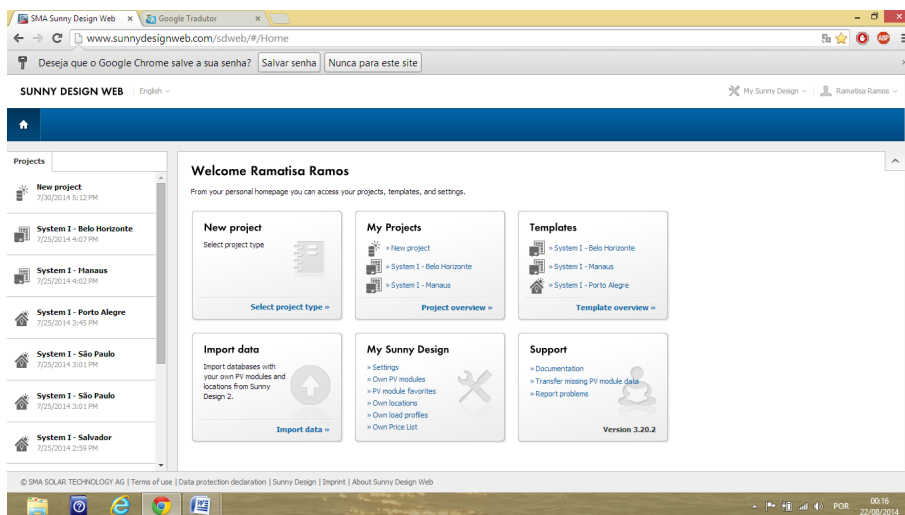 SMA Sunny Design Web
Google Tradutor
www.sunnydesignweb.com/sdweb/#/Home
ABP
Deseja que o Google Chrome salve a sua senha? Salvar senha Nunca para este site
SUNNY DESIGN WEB English
My Sunny Design Ramatisa Ramos
Projects
New project
7/30/2014 5:12 PM
System I - Belo Horizonte
7/25/2014 4:07 PM
System I - Manaus
7/25/2014 4:02 PM
System I - Porto Alegre
7/25/2014 3:45 PM
System I - São Paulo
7/25/2014 3:01 PM
System I - São Paulo
7/25/2014 3:01 PM
System I - Salvador
7/25/2014 2:59 PM
Welcome Ramatisa Ramos
From your personal homepage you can access your projects, templates, and settings.
New project
Select project type
Select project type »
My Projects
» New project
» System I - Belo Horizonte
» System I - Manaus
Project overview »
Templates
» System I - Belo Horizonte
» System I - Manaus
» System I - Porto Alegre
Template overview »
Import data
Import databases with
your own PV modules and
locations from Sunny
Design 2.
Import data »
My Sunny Design
» Settings
» Own PV modules
» PV module favorites
» Own locations
» Own load profiles
» Own Price List
Support
» Documentation
» Transfer missing PV module data
» Report problems
Version 3.20.2
© SMA SOLAR TECHNOLOGY AG | Terms of use | Data protection dedaration | Sunny Design | Imprint | About Sunny Design Web
POR
00:16
22/08/2014